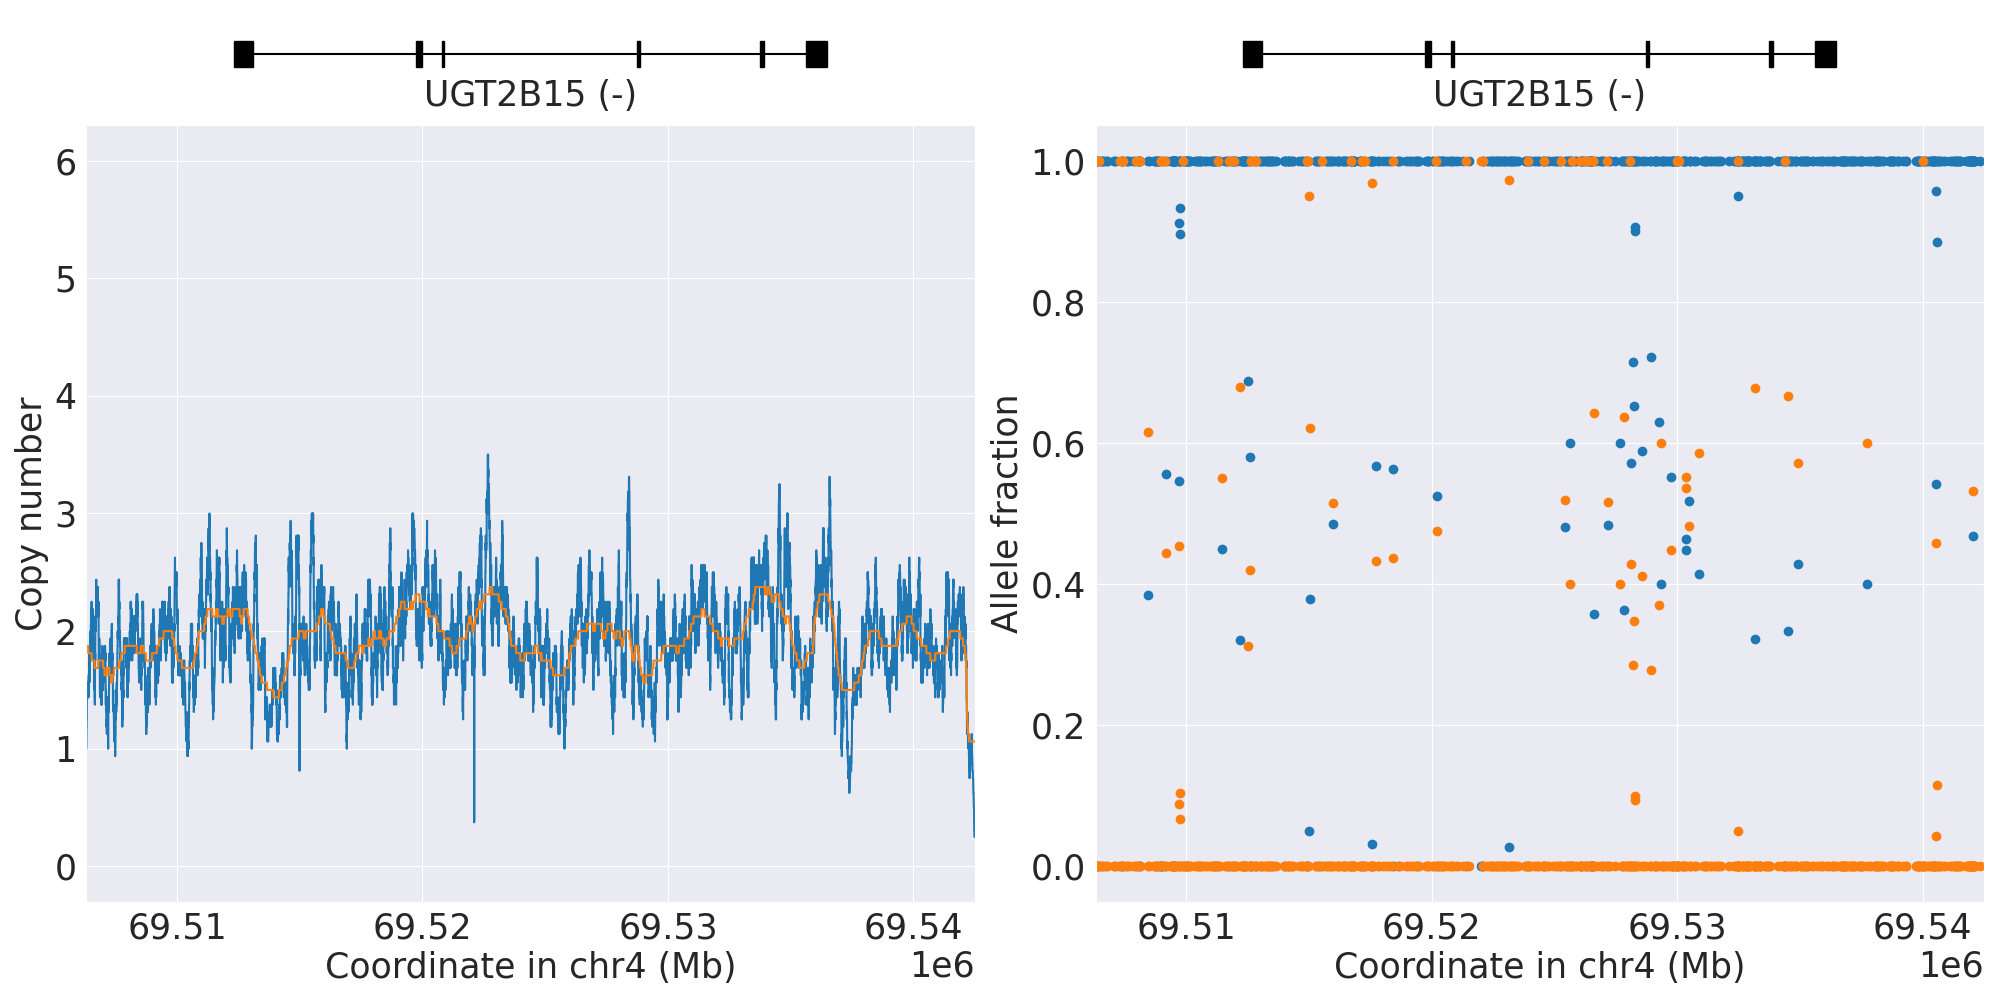 UGT2B15 (-)
6
5
4
3
2
1
0
Copy number
69.51 69.52 69.53 69.54
Coordinate in chr4 (Mb)
1e6
UGT2B15 (-)
1.0
0.8
0.6
0.4
0.2
0.0
Allele fraction
69.51 69.52 69.53 69.54
Coordinate in chr4 (Mb)
1e6